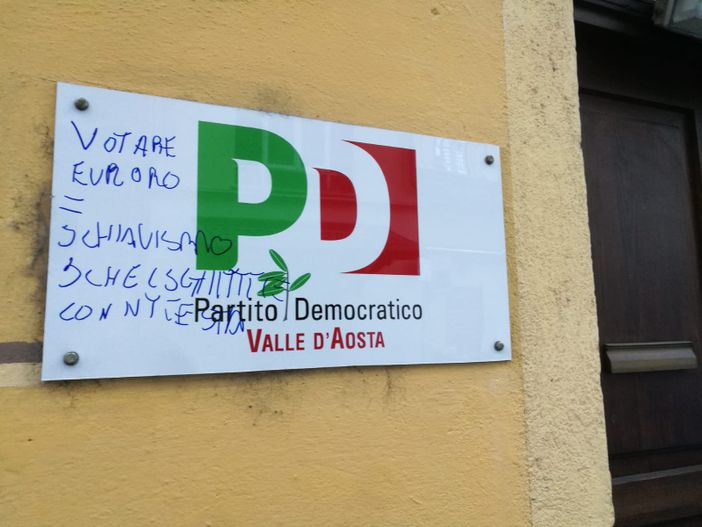 VOTARE
EURORO
=
SCHIAVISMO
CON
PD
Partito Democratico
VALLE D'AOSTA